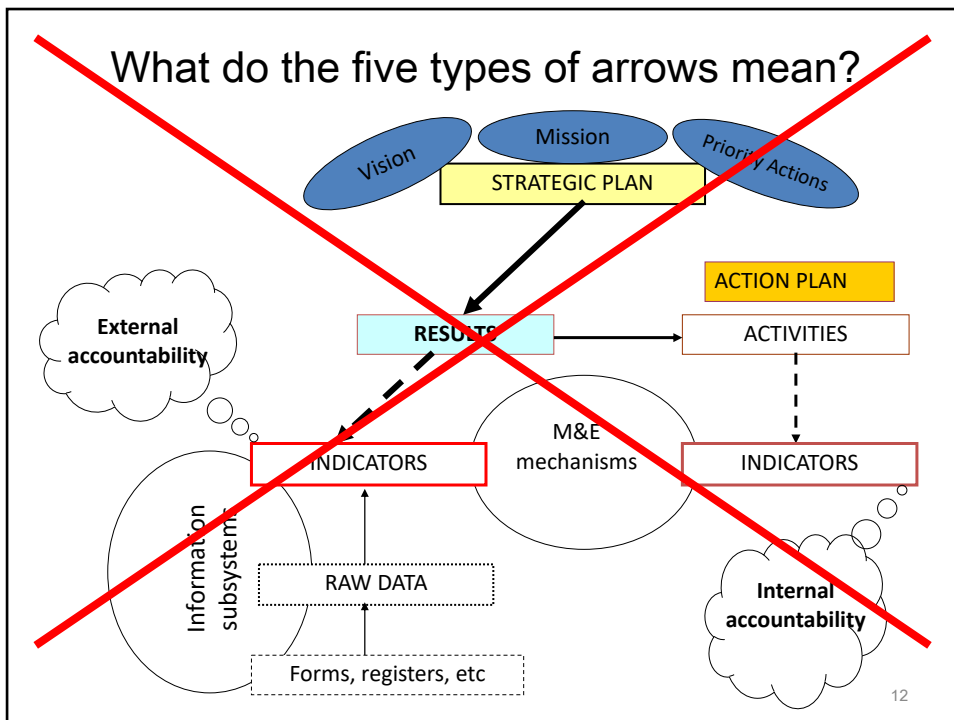 What do the five types of arrows mean?
Vision
Mission
Priority Actions
STRATEGIC PLAN
ACTION PLAN
External
accountability
RESULTS
ACTIVITIES
M&E
mechanisms
INDICATORS
INDICATORS
Information
subsystems
RAW DATA
Internal
accountability
Forms, registers, etc
12